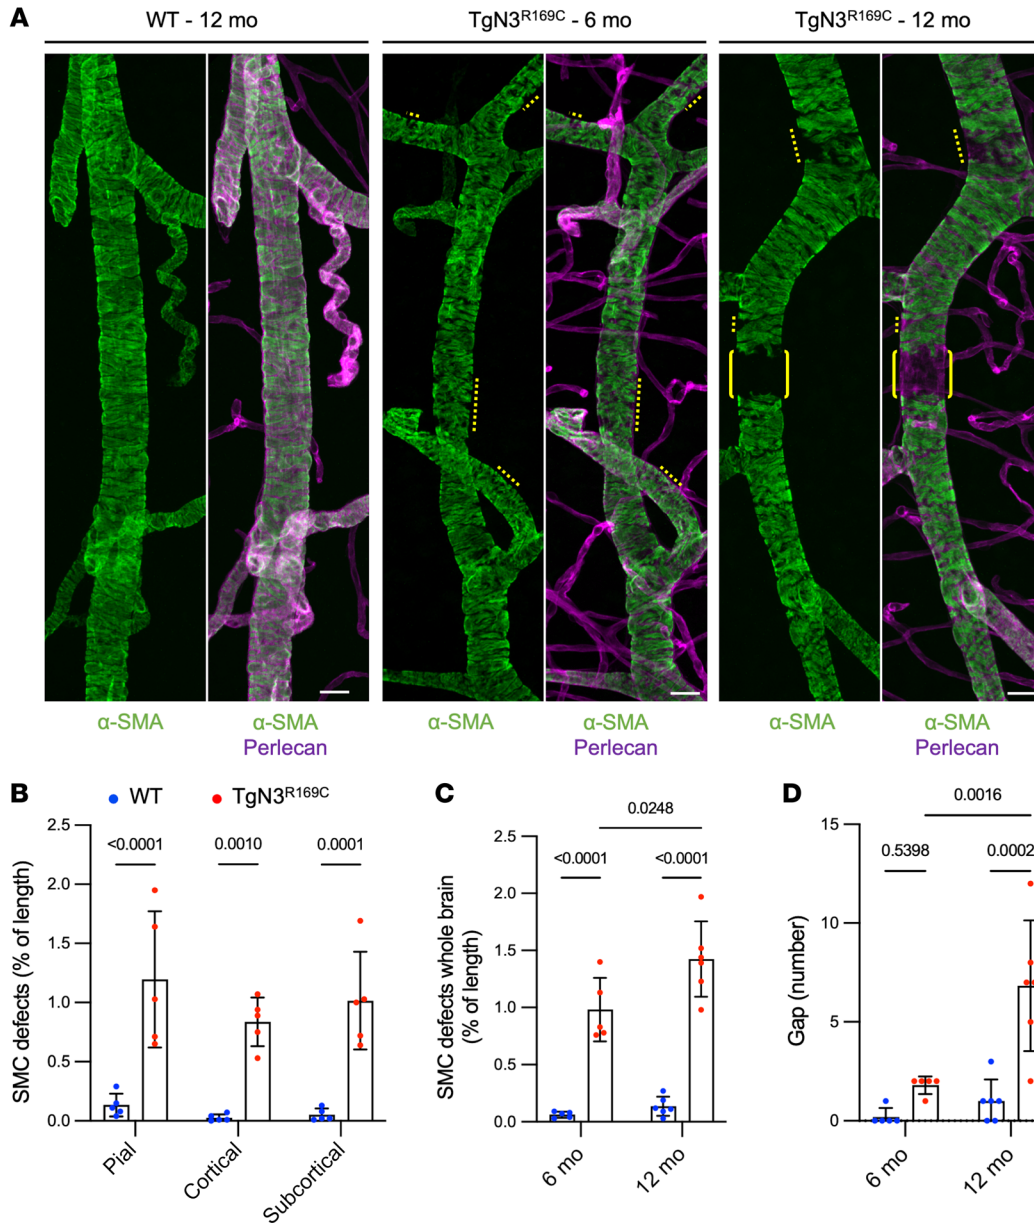 A
WT - 12 mo
TgN3R169C - 6 mo
TgN3R169C - 12 mo
α-SMA
α-SMA
Perlecan
α-SMA
α-SMA
Perlecan
α-SMA
α-SMA
Perlecan
B
WT
TgN3R169C
SMC defects (% of length)
2.5
2.0
1.5
1.0
0.5
0.0
<0.0001
0.0010
0.0001
Pial
Cortical
Subcortical
C
SMC defects whole brain
(% of length)
2.5
2.0
1.5
1.0
0.5
0.0
0.0248
<0.0001
<0.0001
6 mo
12 mo
D
Gap (number)
15
10
5
0
0.0016
0.5398
0.0002
6 mo
12 mo